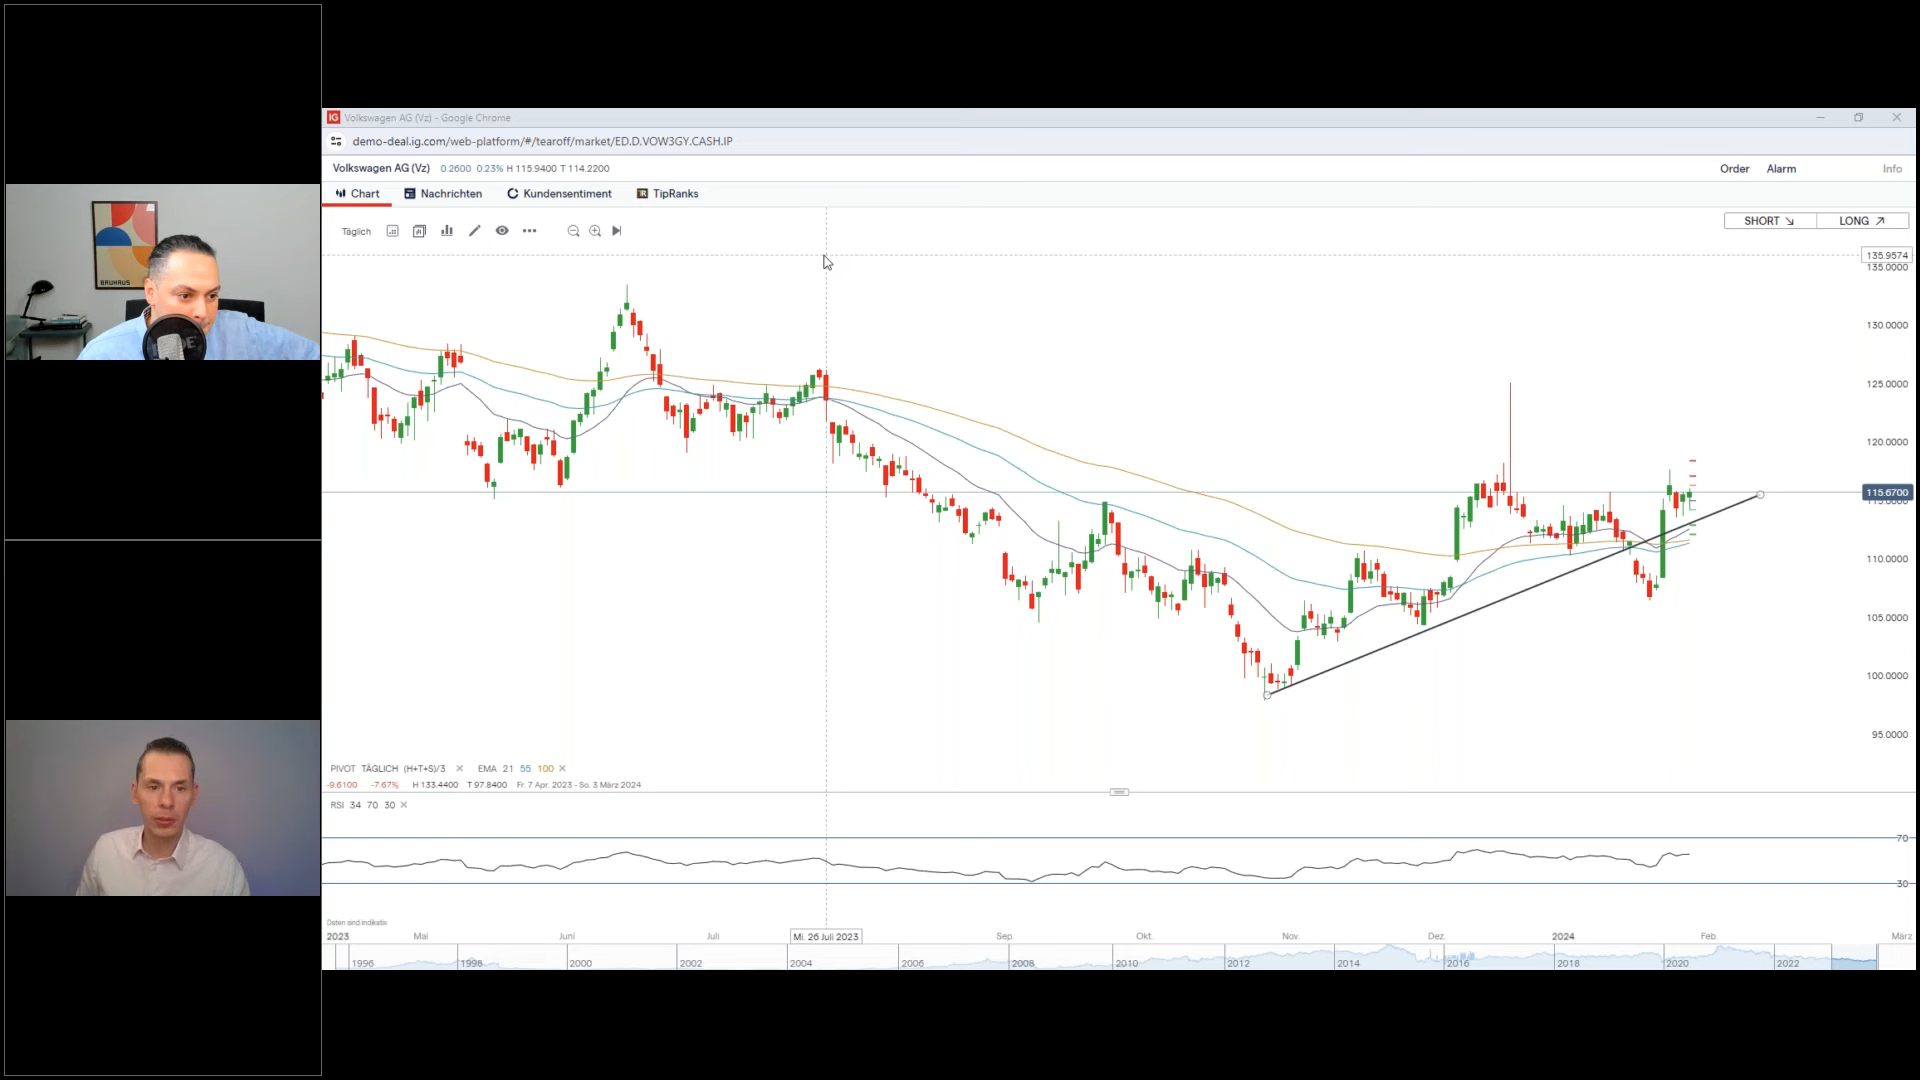 BAUHAUS
IG Volkswagen AG (Vz) - Google Chrome
demo-deal.ig.com/web-platform/#/tearoff/market/ED.D.VOW3GY.CASH.IP
Volkswagen AG (Vz) 0.2600 0.23% H 115.9400 T 114.2200 Order Alarm Info
Chart Nachrichten Kundensentiment TipRanks
Täglich
SHORT LONG
135.9574
135.0000
130.0000
125.0000
120.0000
115.6700
110.0000
105.0000
100.0000
95.0000
PIVOT TÄGLICH (H+T+S)/3 EMA 21 55 100
-9.6100 -7.67% H 133.4400 T 97.8400 Fr. 7 Apr. 2023 - So. 3 März 2024
RSI 34 70 30
70
30
Daten sind indikativ
2023 Mai Juni Juli Mi. 26 Juli 2023 Sep. Okt. Nov. Dez. 2024 Feb. März
1996 1998 2000 2002 2004 2006 2008 2010 2012 2014 2016 2018 2020 2022